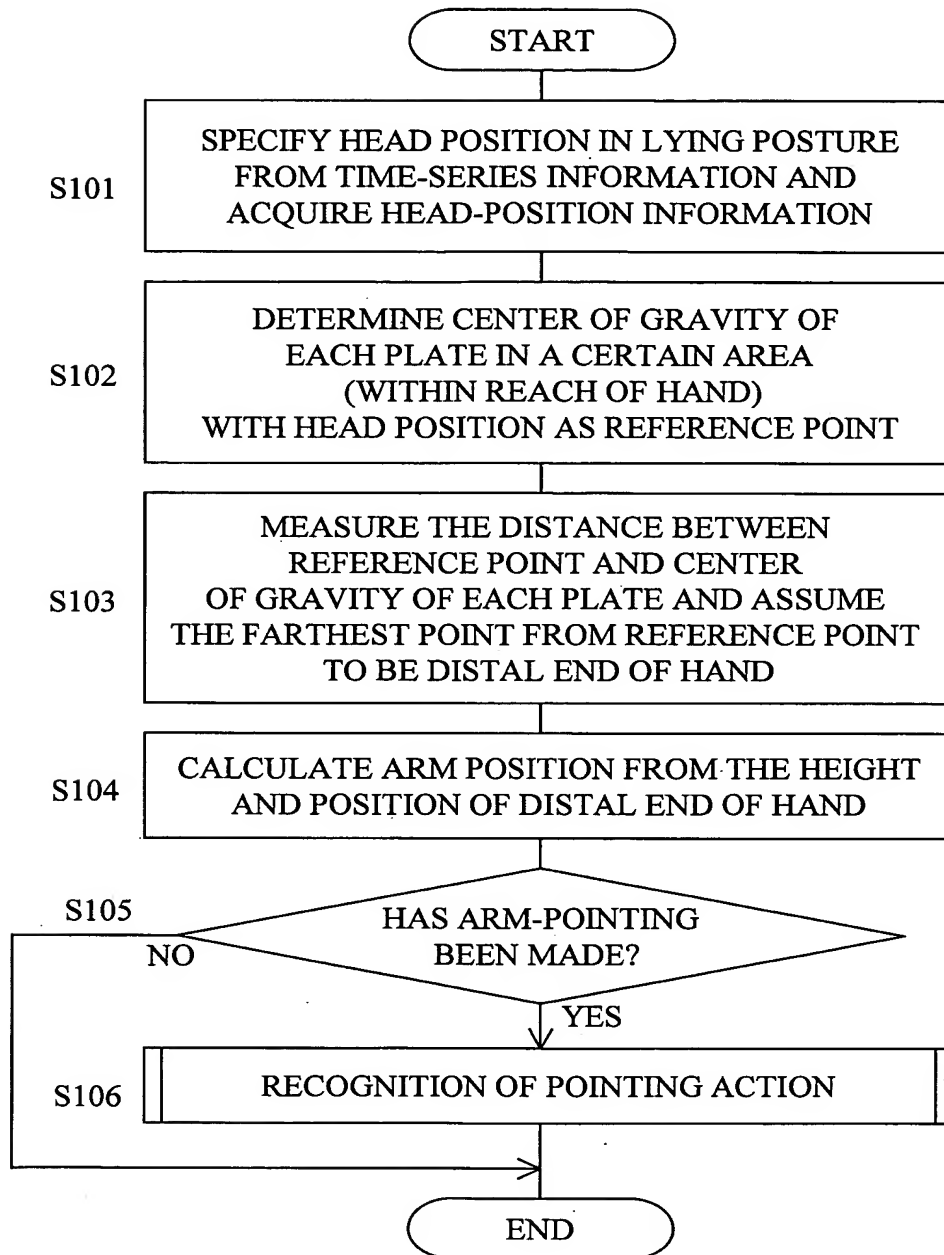 START
S101
SPECIFY HEAD POSITION IN LYING POSTURE
FROM TIME-SERIES INFORMATION AND
ACQUIRE HEAD-POSITION INFORMATION
S102
DETERMINE CENTER OF GRAVITY OF
EACH PLATE IN A CERTAIN AREA
(WITHIN REACH OF HAND)
WITH HEAD POSITION AS REFERENCE POINT
S103
MEASURE THE DISTANCE BETWEEN
REFERENCE POINT AND CENTER
OF GRAVITY OF EACH PLATE AND ASSUME
THE FARTHEST POINT FROM REFERENCE POINT
TO BE DISTAL END OF HAND
S104
CALCULATE ARM POSITION FROM THE HEIGHT
AND POSITION OF DISTAL END OF HAND
S105
HAS ARM-POINTING
BEEN MADE?
NO
YES
S106
RECOGNITION OF POINTING ACTION
END